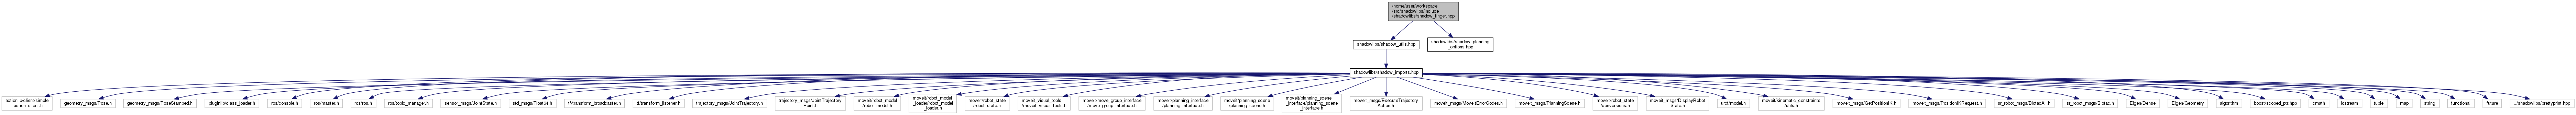 /home/user/workspace
/src/shadowlibs/include
/shadowlibs/shadow_finger.hpp
shadowlibs/shadow_utils.hpp
shadowlibs/shadow_planning
_options.hpp
shadowlibs/shadow_imports.hpp
actionlib/client/simple
_action_client.h
geometry_msgs/Pose.h
geometry_msgs/PoseStamped.h
pluginlib/class_loader.h
ros/console.h
ros/master.h
ros/ros.h
ros/topic_manager.h
sensor_msgs/JointState.h
std_msgs/Float64.h
tf/transform_broadcaster.h
tf/transform_listener.h
trajectory_msgs/JointTrajectory.h
trajectory_msgs/JointTrajectory
Point.h
moveit/robot_model
/robot_model.h
moveit/robot_model
_loader/robot_model
_loader.h
moveit/robot_state
/robot_state.h
moveit_visual_tools
/moveit_visual_tools.h
moveit/move_group_interface
/move_group_interface.h
moveit/planning_interface
/planning_interface.h
moveit/planning_scene
/planning_scene.h
moveit/planning_scene
_interface/planning_scene
_interface.h
moveit_msgs/ExecuteTrajectory
Action.h
moveit_msgs/MoveItErrorCodes.h
moveit_msgs/PlanningScene.h
moveit/robot_state
/conversions.h
moveit_msgs/DisplayRobot
State.h
urdf/model.h
moveit/kinematic_constraints
/utils.h
moveit_msgs/GetPositionIK.h
moveit_msgs/PositionIKRequest.h
sr_robot_msgs/BiotacAll.h
sr_robot_msgs/Biotac.h
Eigen/Dense
Eigen/Geometry
algorithm
boost/scoped_ptr.hpp
cmath
iostream
tuple
map
string
functional
future
../shadowlibs/prettyprint.hpp